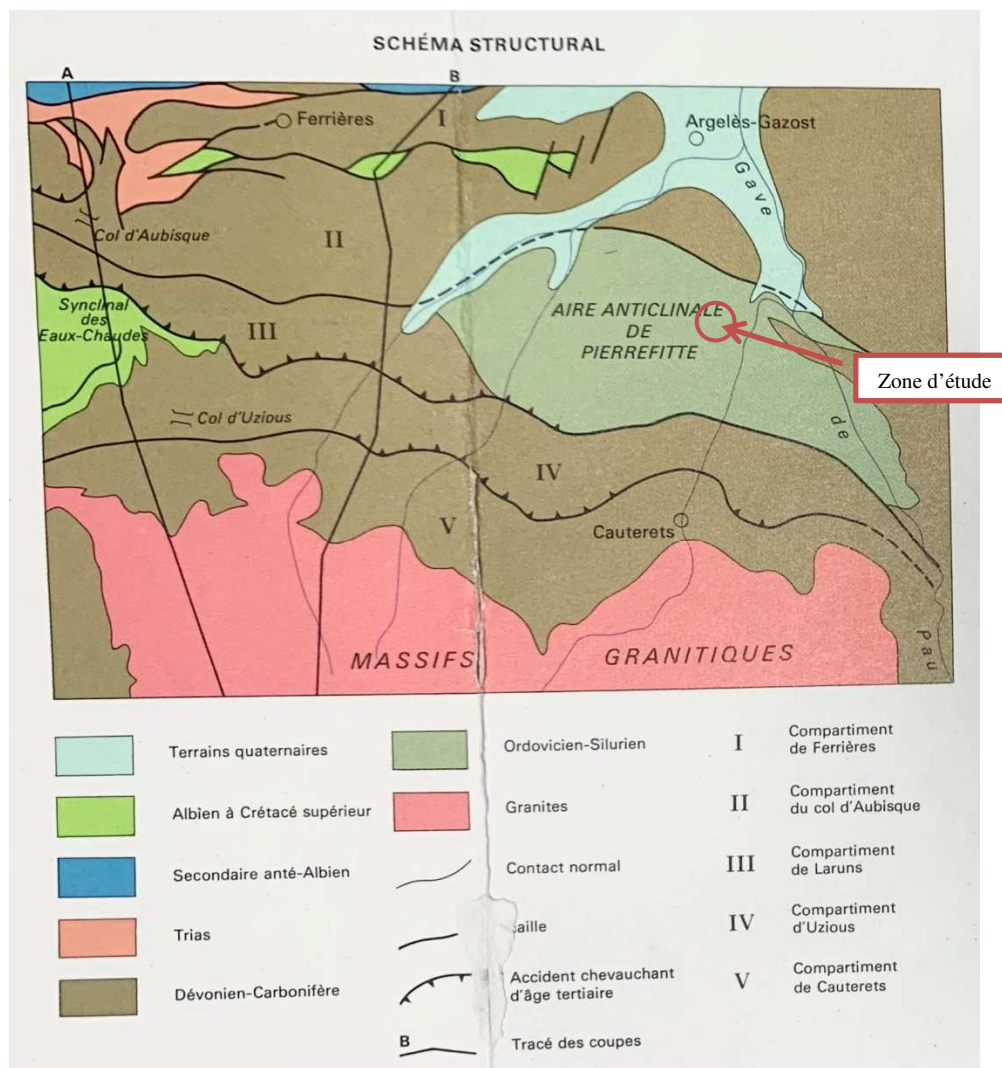 SCHÉMA STRUCTURAL
A
B
Ferrières
I
Argelès-Gazost
Gave
Col d'Aubisque
II
Synclinal
des
Eaux-Chaudes
III
AIRE ANTICLINALE
DE
PIERREFITTE
Zone d'étude
de
Col d'Uzious
IV
V
Cauterets
Pau
MASSIFS GRANITIQUES
Terrains quaternaires
Ordovicien-Silurien
I
Compartiment
de Ferrières
Albien à Crétacé supérieur
Granites
II
Compartiment
du col d'Aubisque
Secondaire anté-Albien
Contact normal
III
Compartiment
de Laruns
Trias
aille
IV
Compartiment
d'Uzious
Dévonien-Carbonifère
Accident chevauchant
d'âge tertiaire
V
Compartiment
de Cauterets
B
Tracé des coupes